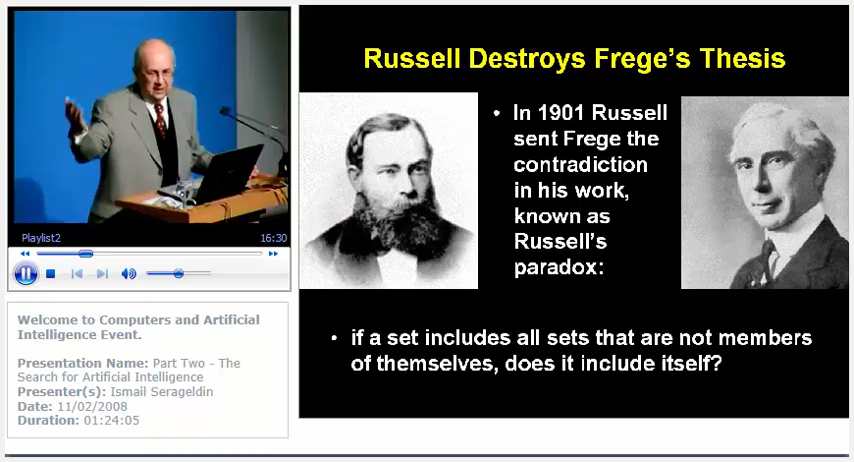 Playlist2 16:30
Welcome to Computers and Artificial
Intelligence Event.
Presentation Name: Part Two - The
Search for Artificial Intelligence
Presenter(s): Ismail Serageldin
Date: 11/02/2008
Duration: 01:24:05
Russell Destroys Frege's Thesis
• In 1901 Russell
sent Frege the
contradiction
in his work,
known as
Russell's
paradox:
• if a set includes all sets that are not members
of themselves, does it include itself?